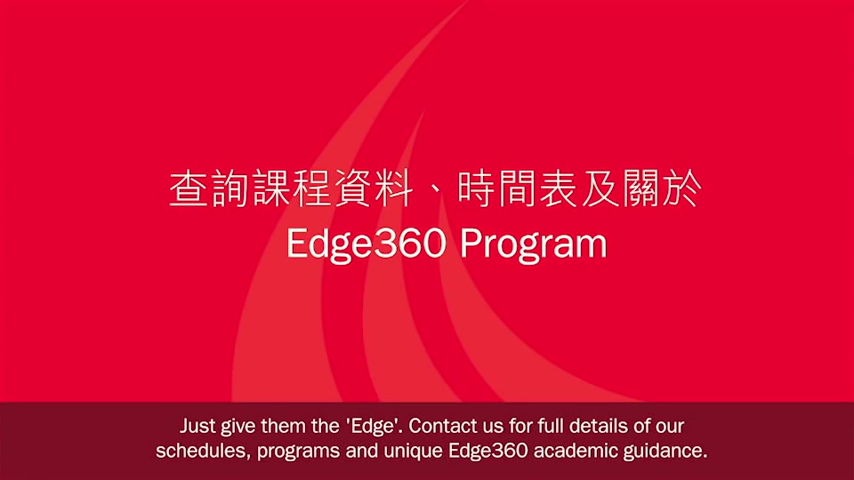 查詢課程資料、時間表及關於
Edge360 Program
Just give them the 'Edge'. Contact us for full details of our
schedules, programs and unique Edge360 academic guidance.